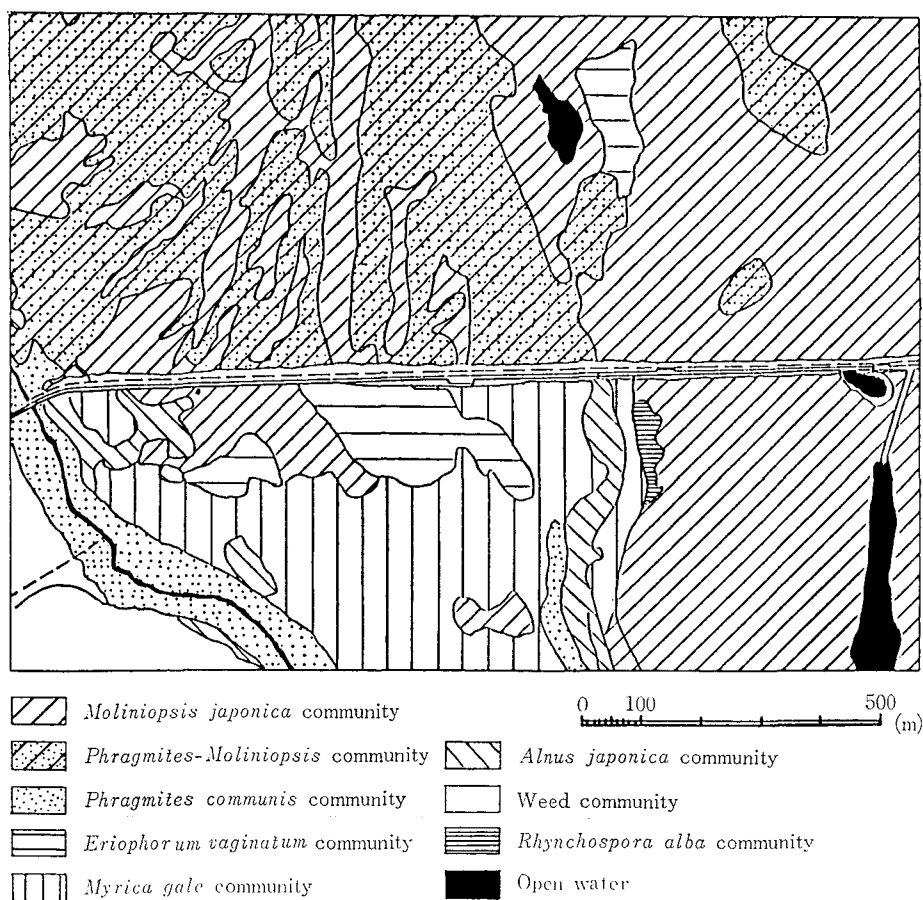 Moliniopsis japonica community
Phragmites-Moliniopsis community
Phragmites communis community
Eriophorum vaginatum community
Myrica gale community
0 100 500
(m)
Alnus japonica community
Weed community
Rhynchospora alba community
Open water